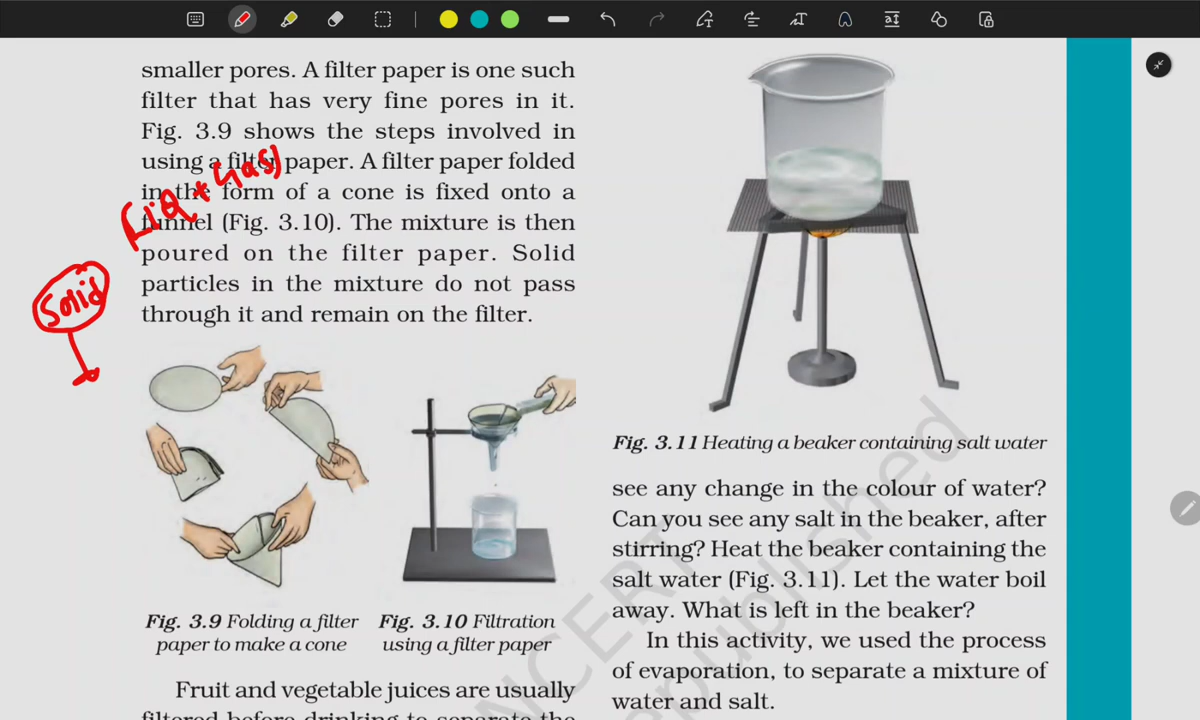 smaller pores. A filter paper is one such
filter that has very fine pores in it.
Fig. 3.9 shows the steps involved in
using a filter paper. A filter paper folded
in the form of a cone is fixed onto a
funnel (Fig. 3.10). The mixture is then
poured on the filter paper. Solid
particles in the mixture do not pass
through it and remain on the filter.
(Liq + Gas)
Solid
Fig. 3.9 Folding a filter
paper to make a cone
Fig. 3.10 Filtration
using a filter paper
Fruit and vegetable juices are usually
filtered before drinking to separate the
Fig. 3.11 Heating a beaker containing salt water
see any change in the colour of water?
Can you see any salt in the beaker, after
stirring? Heat the beaker containing the
salt water (Fig. 3.11). Let the water boil
away. What is left in the beaker?
In this activity, we used the process
of evaporation, to separate a mixture of
water and salt.
NCERT
republished